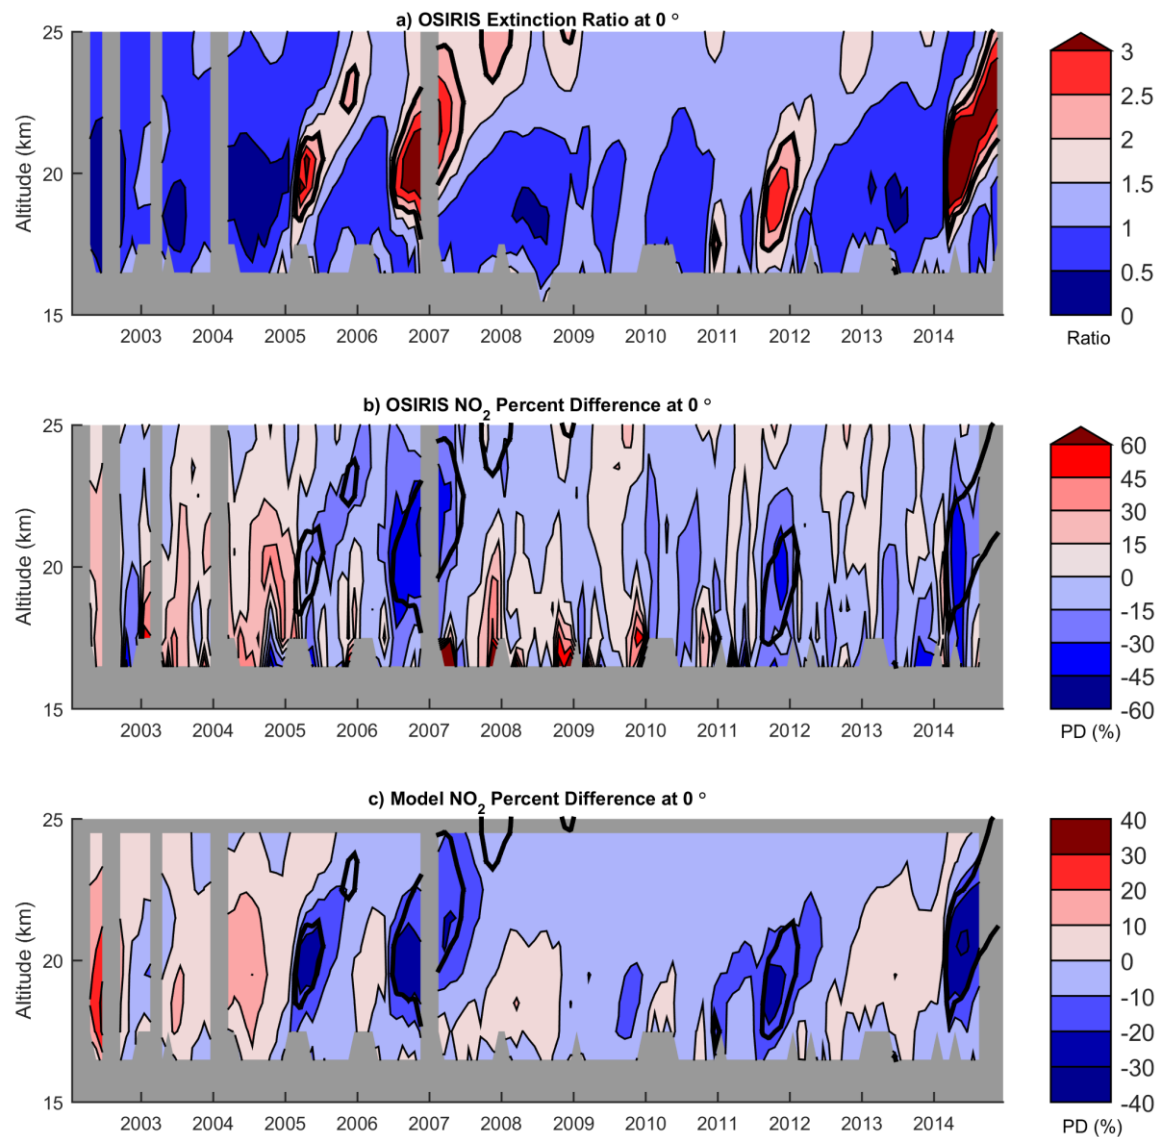 a) OSIRIS Extinction Ratio at 0 °
25
20
15
Altitude (km)
2003 2004 2005 2006 2007 2008 2009 2010 2011 2012 2013 2014
3
2.5
2
1.5
1
0.5
0
Ratio
b) OSIRIS NO2 Percent Difference at 0 °
25
20
15
Altitude (km)
2003 2004 2005 2006 2007 2008 2009 2010 2011 2012 2013 2014
60
45
30
15
0
-15
-30
-45
-60
PD (%)
c) Model NO2 Percent Difference at 0 °
25
20
15
Altitude (km)
2003 2004 2005 2006 2007 2008 2009 2010 2011 2012 2013 2014
40
30
20
10
0
-10
-20
-30
-40
PD (%)